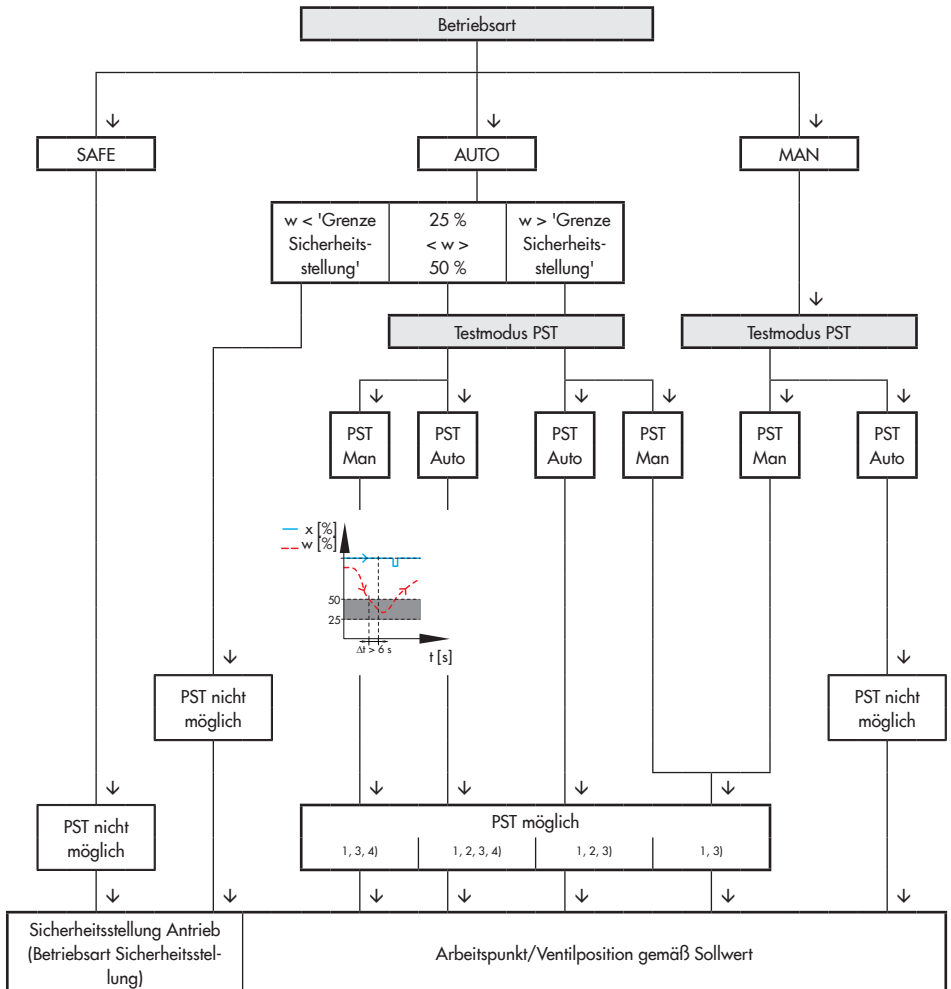 Betriebsart
SAFE
AUTO
MAN
w < 'Grenze
Sicherheits-
stellung'
25 %
< w >
50 %
w > 'Grenze
Sicherheits-
stellung'
Testmodus PST
Testmodus PST
PST
Man
PST
Auto
PST
Auto
PST
Man
PST
Man
PST
Auto
x [%]
w [%]
50
25
Δt > 6 s
t [s]
PST nicht
möglich
PST nicht
möglich
PST nicht
möglich
PST möglich
1, 3, 4)
1, 2, 3, 4)
1, 2, 3)
1, 3)
Sicherheitsstellung Antrieb
(Betriebsart Sicherheitsstel-
lung)
Arbeitspunkt/Ventilposition gemäß Sollwert